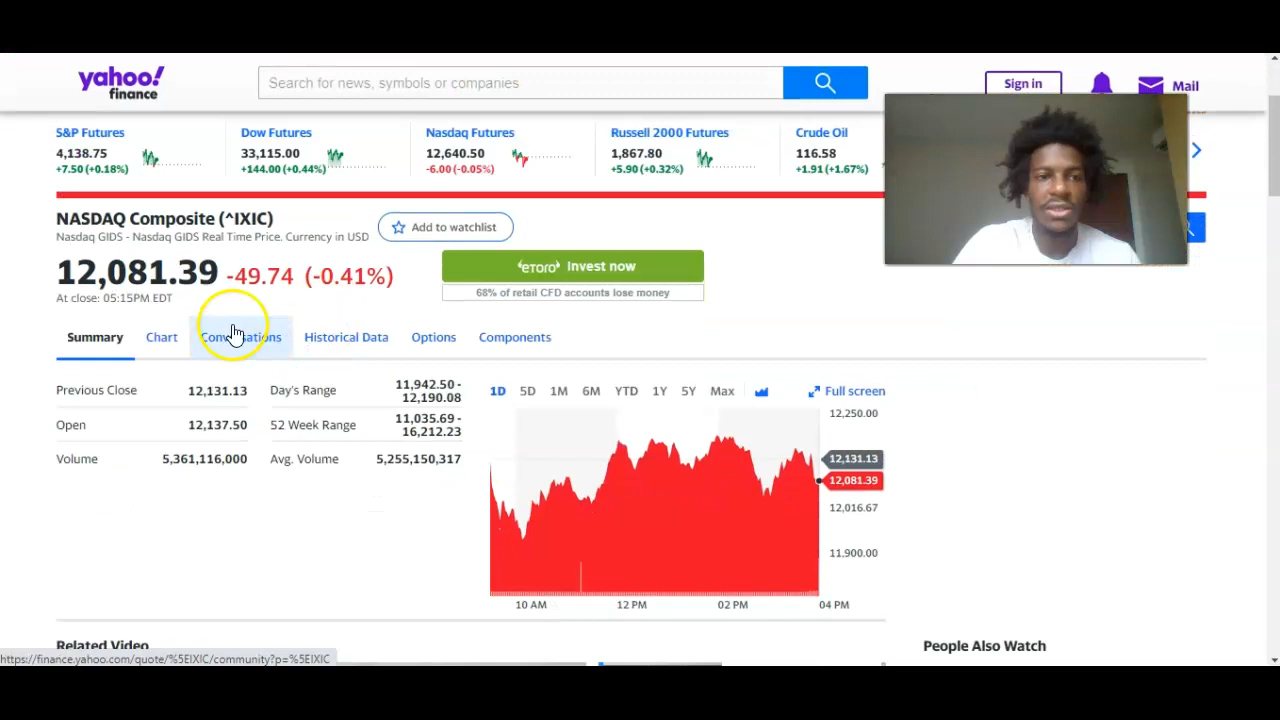 yahoo!
finance
Search for news, symbols or companies
Sign in
Mail
S&P Futures
4,138.75
+7.50 (+0.18%)
Dow Futures
33,115.00
+144.00 (+0.44%)
Nasdaq Futures
12,640.50
-6.00 (-0.05%)
Russell 2000 Futures
1,867.80
+5.90 (+0.32%)
Crude Oil
116.58
+1.91 (+1.67%)
NASDAQ Composite (^IXIC)
Nasdaq GIDS - Nasdaq GIDS Real Time Price. Currency in USD
Add to watchlist
12,081.39 -49.74 (-0.41%)
At close: 05:15PM EDT
eToro Invest now
68% of retail CFD accounts lose money
Summary Chart Conversations Historical Data Options Components
Previous Close 12,131.13
Open 12,137.50
Volume 5,361,116,000
Day's Range 11,942.50 -
12,190.08
52 Week Range 11,035.69 -
16,212.23
Avg. Volume 5,255,150,317
1D 5D 1M 6M YTD 1Y 5Y Max
Full screen
12,250.00
12,131.13
12,081.39
12,016.67
11,900.00
10 AM 12 PM 02 PM 04 PM
Related Video
People Also Watch
https://finance.yahoo.com/quote/%5EIXIC/community?p=%5EIXIC